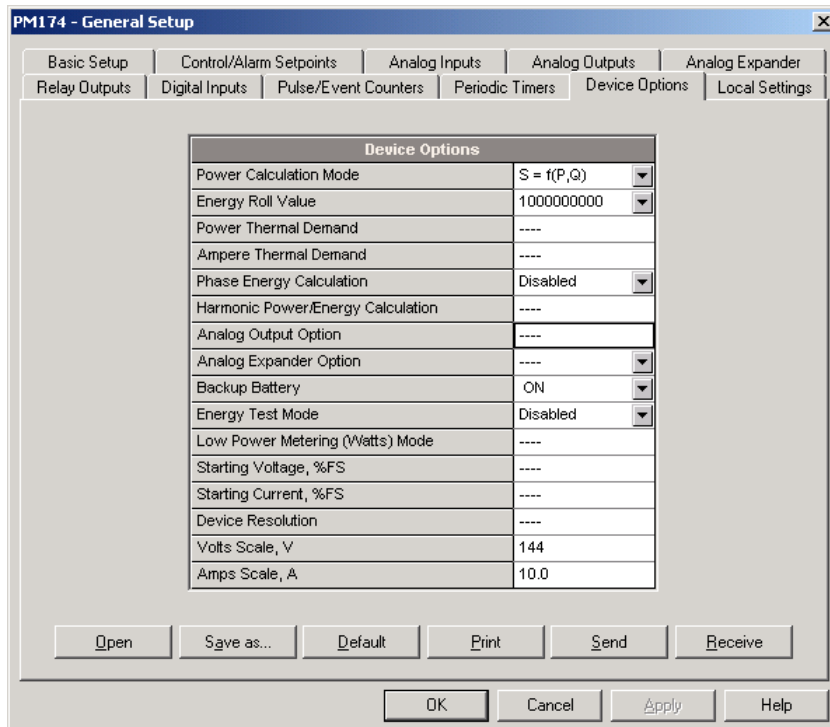 PM174 - General Setup
Basic Setup Control/Alarm Setpoints Analog Inputs Analog Outputs Analog Expander
Relay Outputs Digital Inputs Pulse/Event Counters Periodic Timers Device Options Local Settings
Device Options
Power Calculation Mode S = f(P,Q)
Energy Roll Value 1000000000
Power Thermal Demand ----
Ampere Thermal Demand ----
Phase Energy Calculation Disabled
Harmonic Power/Energy Calculation ----
Analog Output Option ----
Analog Expander Option ----
Backup Battery ON
Energy Test Mode Disabled
Low Power Metering (Watts) Mode ----
Starting Voltage, %FS ----
Starting Current, %FS ----
Device Resolution ----
Volts Scale, V 144
Amps Scale, A 10.0
Open Save as... Default Print Send Receive
OK Cancel Apply Help